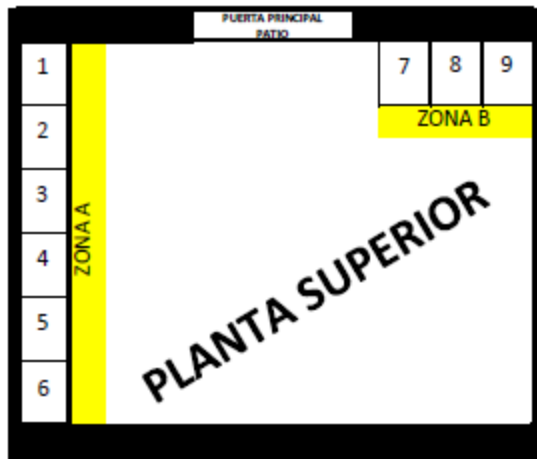 PUERTA PRINCIPAL
PATIO
1
7 8 9
2
ZONA B
3
ZONA A
4
PLANTA SUPERIOR
5
6